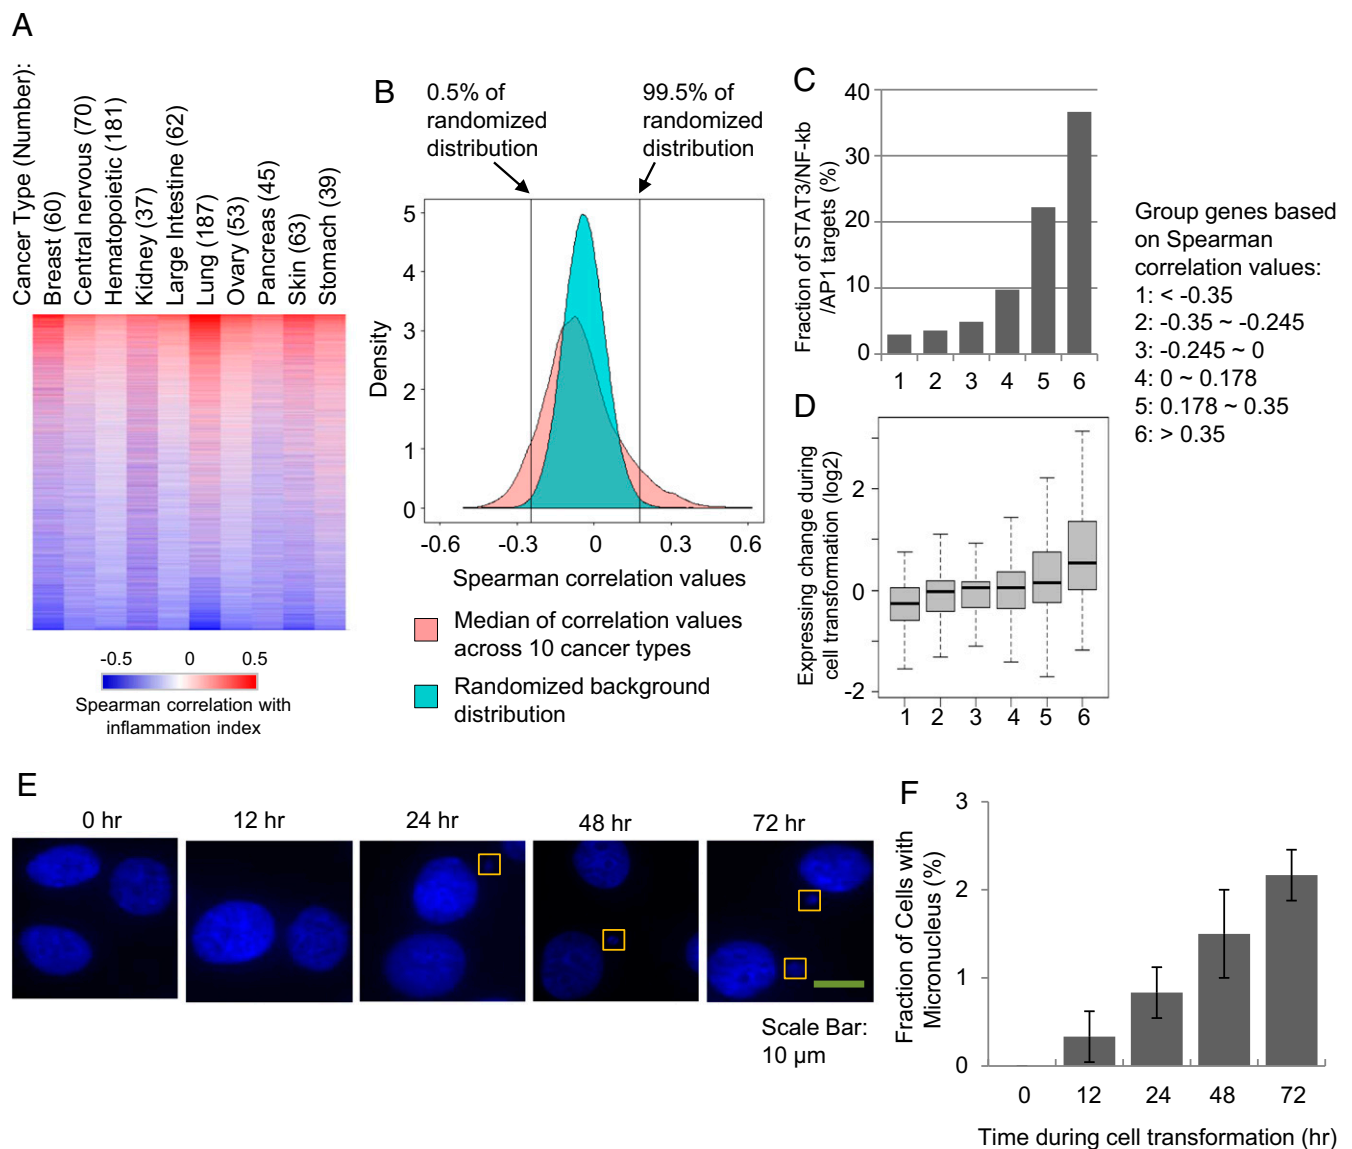 A
Cancer Type (Number):
Breast (60)
Central nervous (70)
Hematopoietic (181)
Kidney (37)
Large Intestine (62)
Lung (187)
Ovary (53)
Pancreas (45)
Skin (63)
Stomach (39)
-0.5 0 0.5
Spearman correlation with
inflammation index
B
0.5% of
randomized
distribution
99.5% of
randomized
distribution
Density
5
4
3
2
1
0
-0.6 -0.3 0 0.3 0.6
Spearman correlation values
Median of correlation values
across 10 cancer types
Randomized background
distribution
C
Fraction of STAT3/NF-kb
/AP1 targets (%)
40
30
20
10
0
1 2 3 4 5 6
Group genes based
on Spearman
correlation values:
1: < -0.35
2: -0.35 ~ -0.245
3: -0.245 ~ 0
4: 0 ~ 0.178
5: 0.178 ~ 0.35
6: > 0.35
D
Expressing change during
cell transformation (log2)
2
0
-2
1 2 3 4 5 6
E
0 hr 12 hr 24 hr 48 hr 72 hr
Scale Bar:
10 μm
F
Fraction of Cells with
Micronucleus (%)
3
2
1
0
0 12 24 48 72
Time during cell transformation (hr)